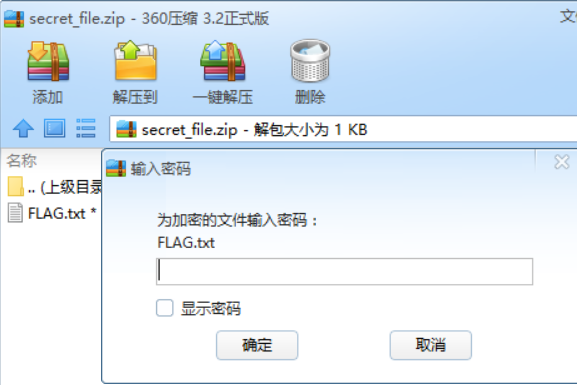 secret_file.zip - 360压缩 3.2正式版
文
添加
解压到
一键解压
删除
secret_file.zip - 解包大小为 1 KB
名称
.. (上级目录
FLAG.txt *
输入密码
为加密的文件输入密码：
FLAG.txt
显示密码
确定
取消